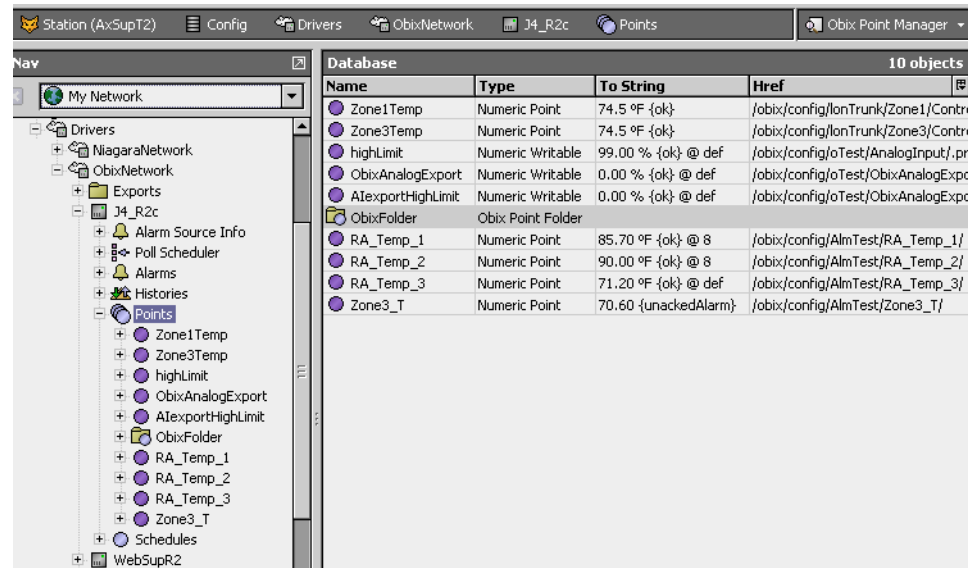 Station (AxSupT2) Config Drivers ObixNetwork J4_R2c Points Obix Point Manager
Nav
My Network
Drivers
NiagaraNetwork
ObixNetwork
Exports
J4_R2c
Alarm Source Info
Poll Scheduler
Alarms
Histories
Points
Zone1Temp
Zone3Temp
highLimit
ObixAnalogExport
AIexportHighLimit
ObixFolder
RA_Temp_1
RA_Temp_2
RA_Temp_3
Zone3_T
Schedules
WebSupR2
Database 10 objects
Name Type To String Href
Zone1Temp Numeric Point 74.5 ºF {ok} /obix/config/lonTrunk/Zone1/Contr
Zone3Temp Numeric Point 74.5 ºF {ok} /obix/config/lonTrunk/Zone3/Contr
highLimit Numeric Writable 99.00 % {ok} @ def /obix/config/oTest/AnalogInput/.pr
ObixAnalogExport Numeric Writable 0.00 % {ok} @ def /obix/config/oTest/ObixAnalogExpo
AIexportHighLimit Numeric Writable 0.00 % {ok} @ def /obix/config/oTest/ObixAnalogExpo
ObixFolder Obix Point Folder
RA_Temp_1 Numeric Point 85.70 ºF {ok} @ 8 /obix/config/AlmTest/RA_Temp_1/
RA_Temp_2 Numeric Point 90.00 ºF {ok} @ 8 /obix/config/AlmTest/RA_Temp_2/
RA_Temp_3 Numeric Point 71.20 ºF {ok} @ def /obix/config/AlmTest/RA_Temp_3/
Zone3_T Numeric Point 70.60 {unackedAlarm} /obix/config/AlmTest/Zone3_T/